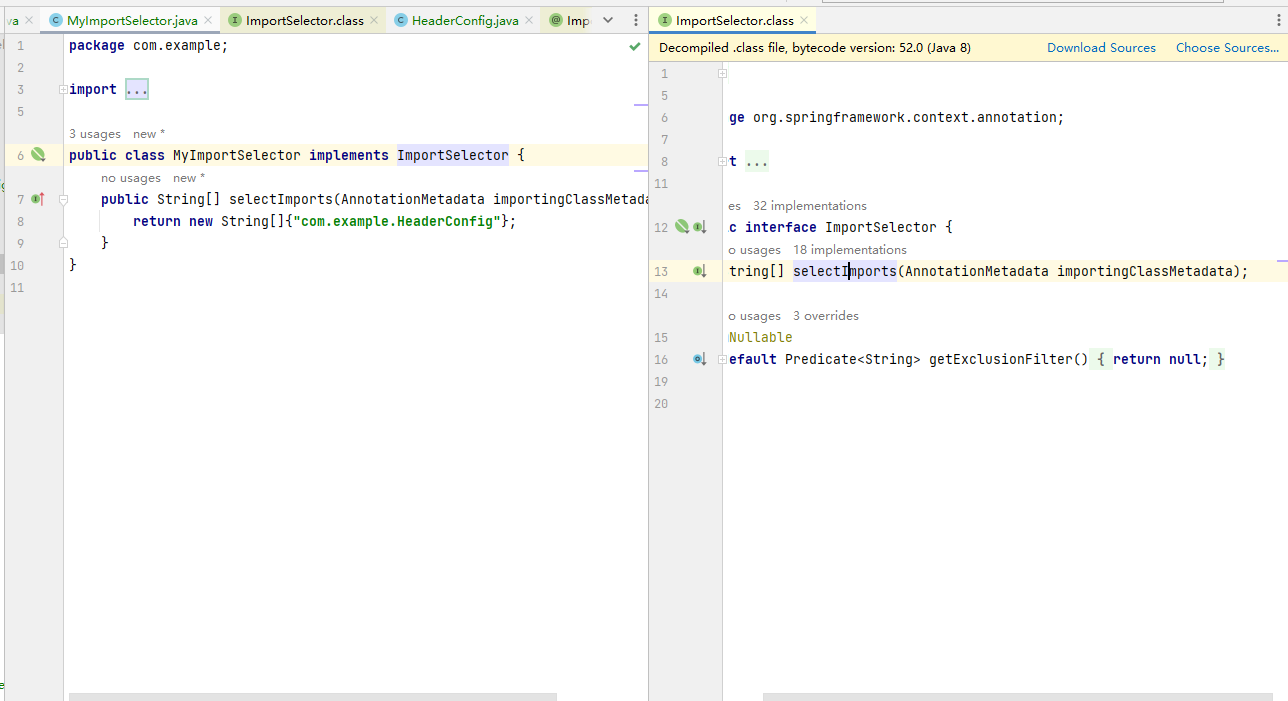 va MyImportSelector.java ImportSelector.class HeaderConfig.java Imp
1 package com.example;
2
3 import ...
5
3 usages new *
6 public class MyImportSelector implements ImportSelector {
no usages new *
7 public String[] selectImports(AnnotationMetadata importingClassMetada
8 return new String[]{"com.example.HeaderConfig"};
9 }
10 }
11
ImportSelector.class
Decompiled .class file, bytecode version: 52.0 (Java 8) Download Sources Choose Sources...
1
5
6 ge org.springframework.context.annotation;
7
8 t ...
11
es 32 implementations
12 c interface ImportSelector {
o usages 18 implementations
13 tring[] selectImports(AnnotationMetadata importingClassMetadata);
14
o usages 3 overrides
15 Nullable
16 efault Predicate<String> getExclusionFilter() { return null; }
19
20